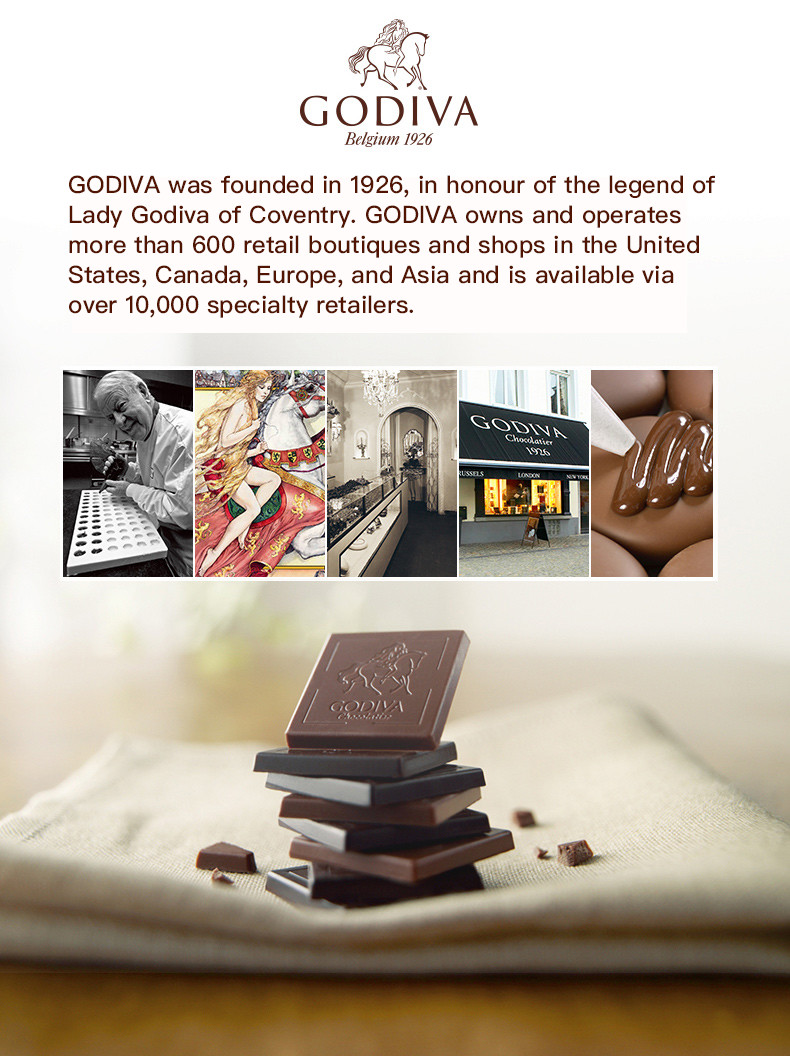 GODIVA
Belgium 1926
GODIVA was founded in 1926, in honour of the legend of
Lady Godiva of Coventry. GODIVA owns and operates
more than 600 retail boutiques and shops in the United
States, Canada, Europe, and Asia and is available via
over 10,000 specialty retailers.
GODIVA
Chocolatier
1926
RUSSELS LONDON NEW YORK
GODIVA
Chocolatier